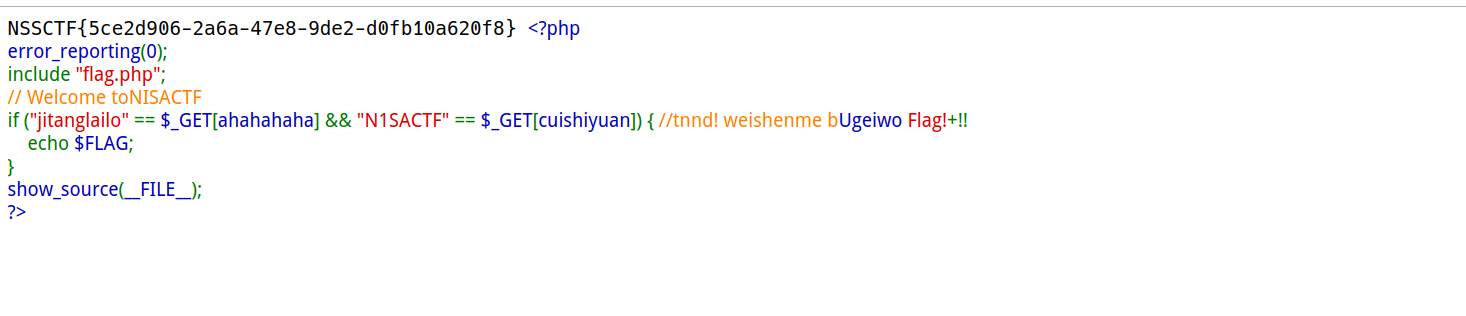 NSSCTF{5ce2d906-2a6a-47e8-9de2-d0fb10a620f8} <?php
error_reporting(0);
include "flag.php";
// Welcome toNISACTF
if ("jitanglailo" == $_GET[ahahahaha] && "N1SACTF" == $_GET[cuishiyuan]) { //tnnd! weishenme bUgeiwo Flag!+!!
    echo $FLAG;
}
show_source(__FILE__);
?>